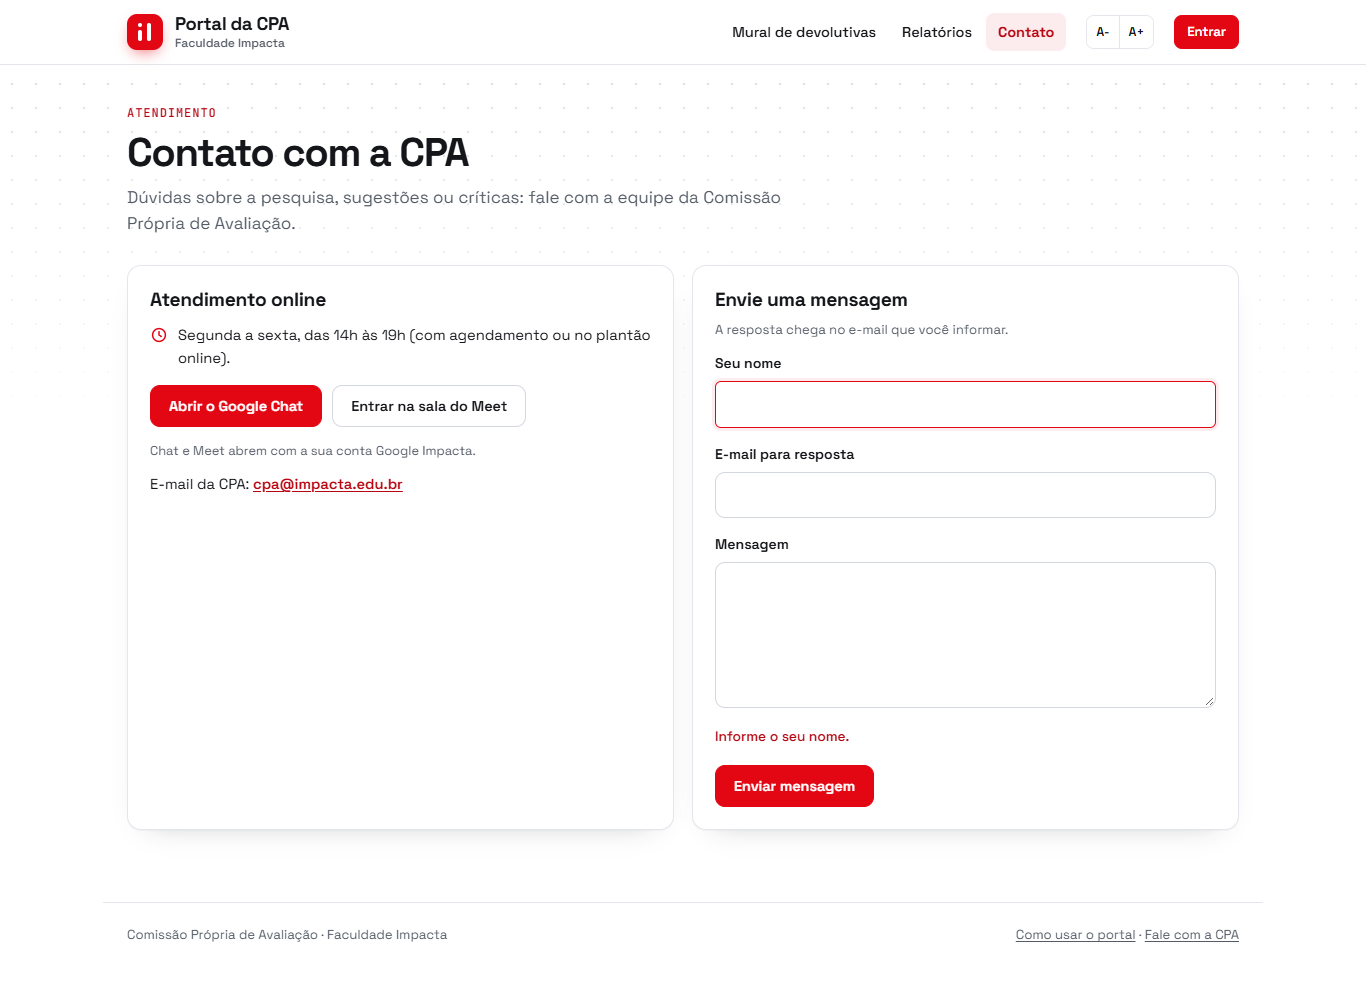 Portal da CPA
Faculdade Impacta
Mural de devolutivas
Relatórios
Contato
A-
A+
Entrar
ATENDIMENTO
Contato com a CPA
Dúvidas sobre a pesquisa, sugestões ou críticas: fale com a equipe da Comissão
Própria de Avaliação.
Atendimento online
Segunda a sexta, das 14h às 19h (com agendamento ou no plantão
online).
Abrir o Google Chat
Entrar na sala do Meet
Chat e Meet abrem com a sua conta Google Impacta.
E-mail da CPA: cpa@impacta.edu.br
Envie uma mensagem
A resposta chega no e-mail que você informar.
Seu nome
E-mail para resposta
Mensagem
Informe o seu nome.
Enviar mensagem
Comissão Própria de Avaliação · Faculdade Impacta
Como usar o portal · Fale com a CPA